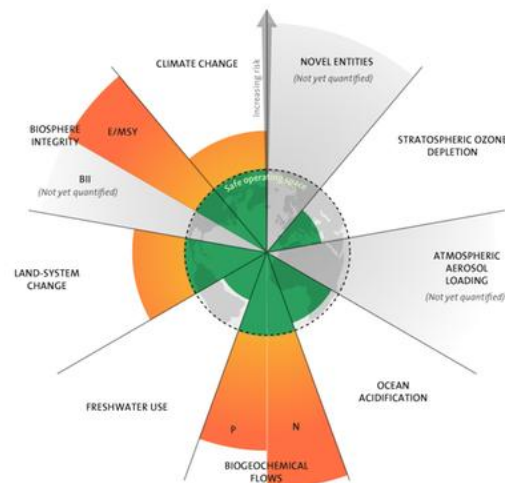 CLIMATE CHANGE
Increasing risk
NOVEL ENTITIES
(Not yet quantified)
STRATOSPHERIC OZONE
DEPLETION
ATMOSPHERIC
AEROSOL
LOADING
(Not yet quantified)
OCEAN
ACIDIFICATION
N
P
BIOGEOCHEMICAL
FLOWS
FRESHWATER USE
LAND-SYSTEM
CHANGE
BII
(Not yet quantified)
BIOSPHERE
INTEGRITY
E/MSY
Safe operating space